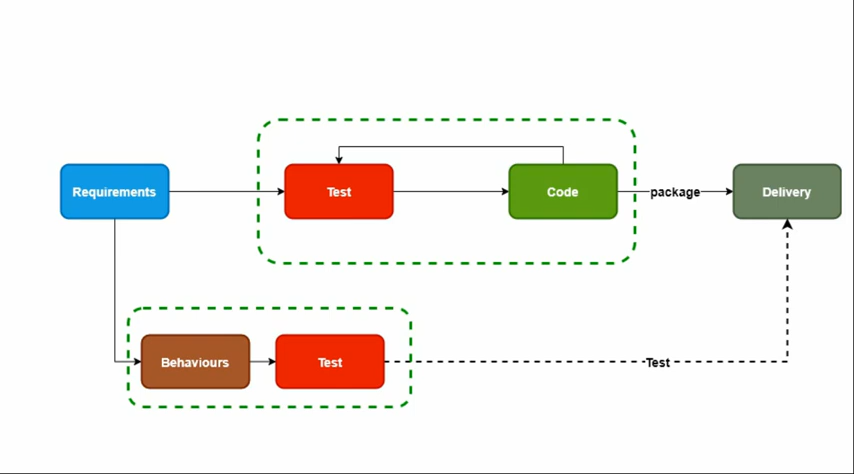 Requirements
Test
Code
package
Delivery
Behaviours
Test
Test